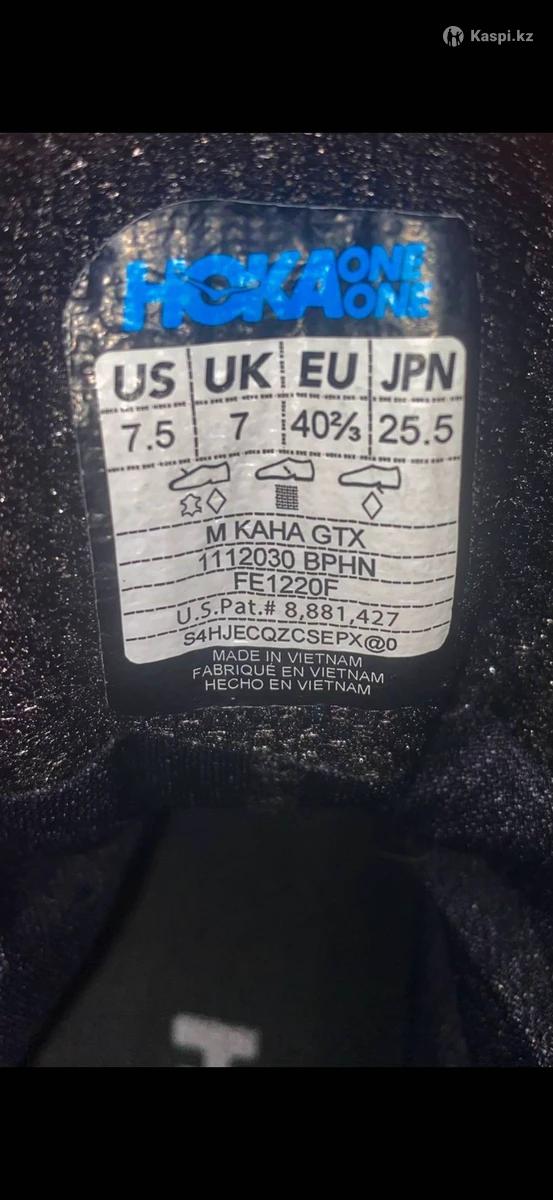 Kaspi.kz
HOKA ONE ONE
US UK EU JPN
7.5 7 40⅔ 25.5
M KAHA GTX
1112030 BPHN
FE1220F
U.S.Pat.# 8,881,427
S4HJECQZCSEPX@0
MADE IN VIETNAM
FABRIQUÉ EN VIETNAM
HECHO EN VIETNAM